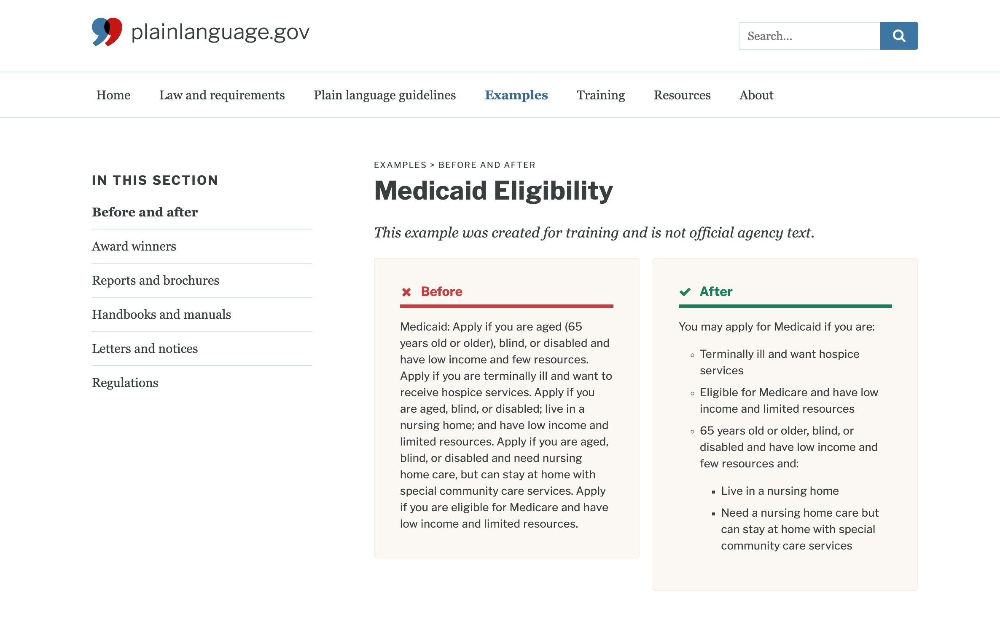 plainlanguage.gov
Search...
Home Law and requirements Plain language guidelines Examples Training Resources About
IN THIS SECTION
Before and after
Award winners
Reports and brochures
Handbooks and manuals
Letters and notices
Regulations
EXAMPLES > BEFORE AND AFTER
Medicaid Eligibility
This example was created for training and is not official agency text.
Before
Medicaid: Apply if you are aged (65
years old or older), blind, or disabled and
have low income and few resources.
Apply if you are terminally ill and want to
receive hospice services. Apply if you
are aged, blind, or disabled; live in a
nursing home; and have low income and
limited resources. Apply if you are aged,
blind, or disabled and need nursing
home care, but can stay at home with
special community care services. Apply
if you are eligible for Medicare and have
low income and limited resources.
After
You may apply for Medicaid if you are:
Terminally ill and want hospice
services
Eligible for Medicare and have low
income and limited resources
65 years old or older, blind, or
disabled and have low income and
few resources and:
Live in a nursing home
Need a nursing home care but
can stay at home with special
community care services